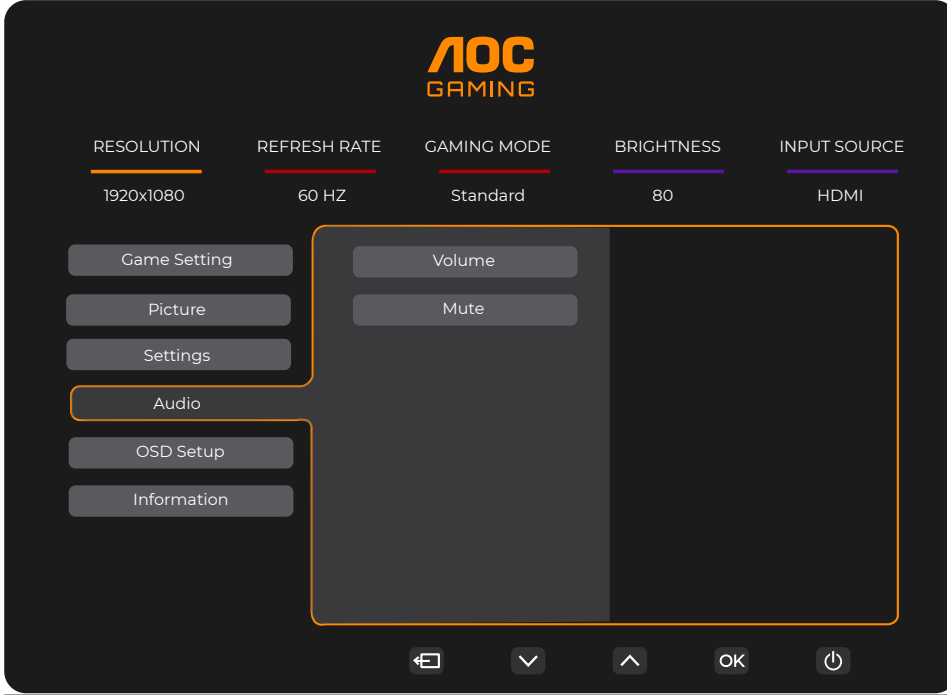 AOC
GAMING
RESOLUTION REFRESH RATE GAMING MODE BRIGHTNESS INPUT SOURCE
1920x1080 60 HZ Standard 80 HDMI
Game Setting
Picture
Settings
Audio
OSD Setup
Information
Volume
Mute
OK